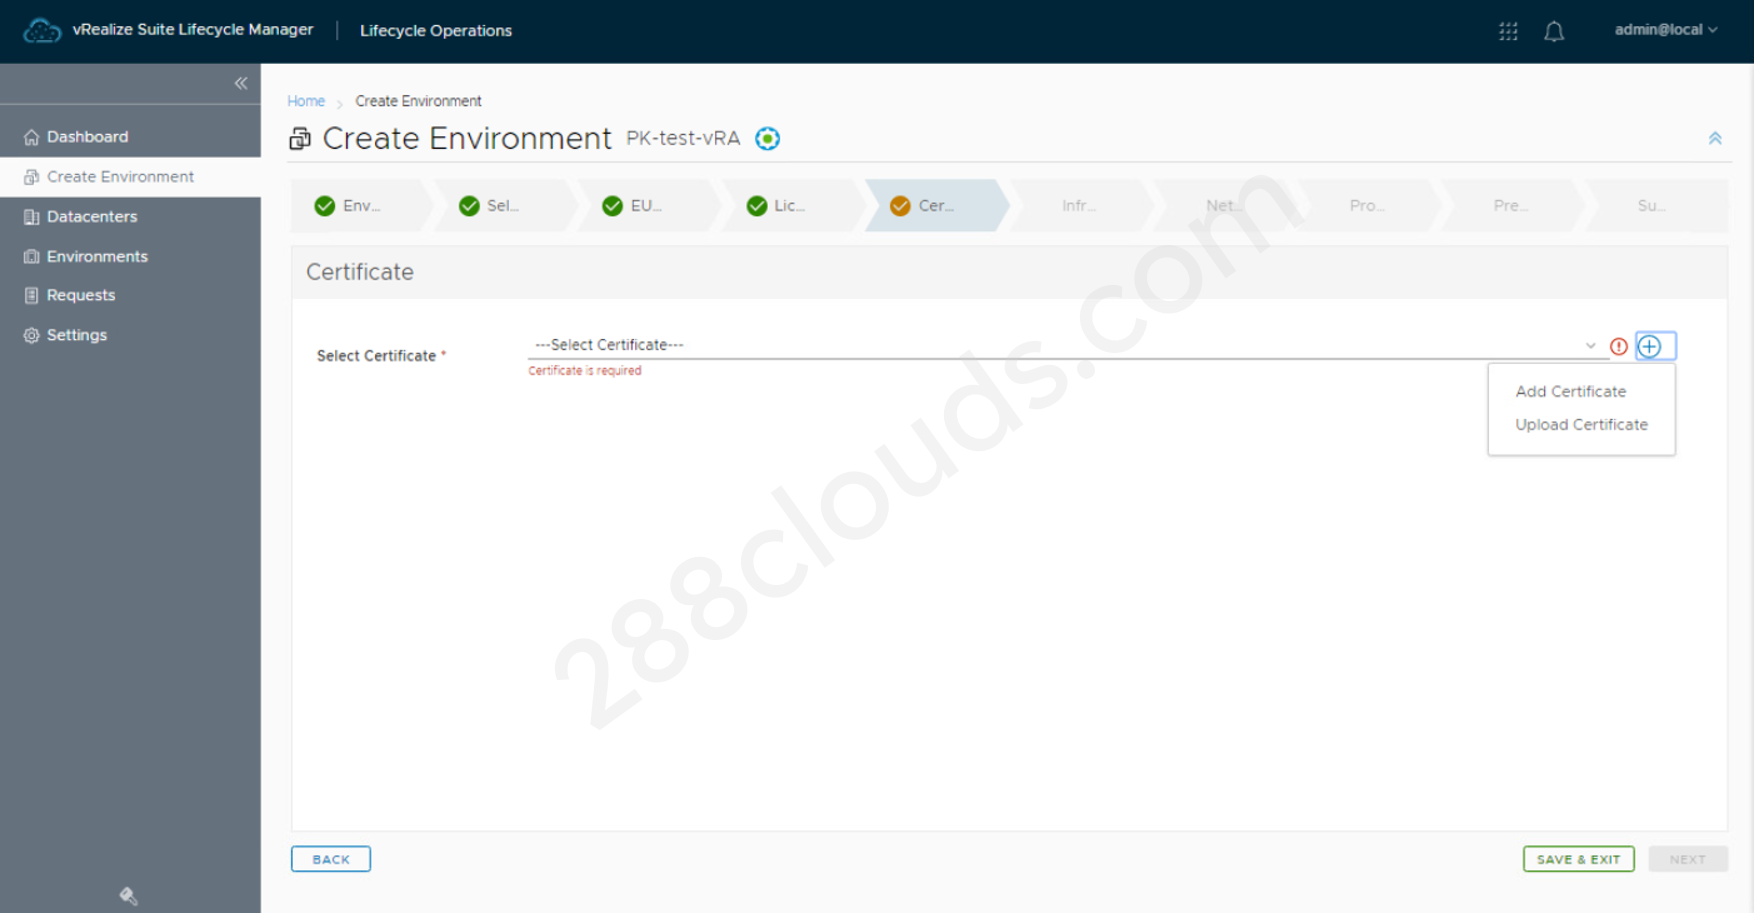 vRealize Suite Lifecycle Manager
Lifecycle Operations
admin@local
Dashboard
Create Environment
Datacenters
Environments
Requests
Settings
Home
Create Environment
Create Environment PK-test-vRA
Env...
Sel...
EU...
Lic...
Cer...
Infr...
Net...
Pro...
Pre...
Su...
Certificate
Select Certificate *
---Select Certificate---
Certificate is required
Add Certificate
Upload Certificate
288clouds.com
BACK
SAVE & EXIT
NEXT